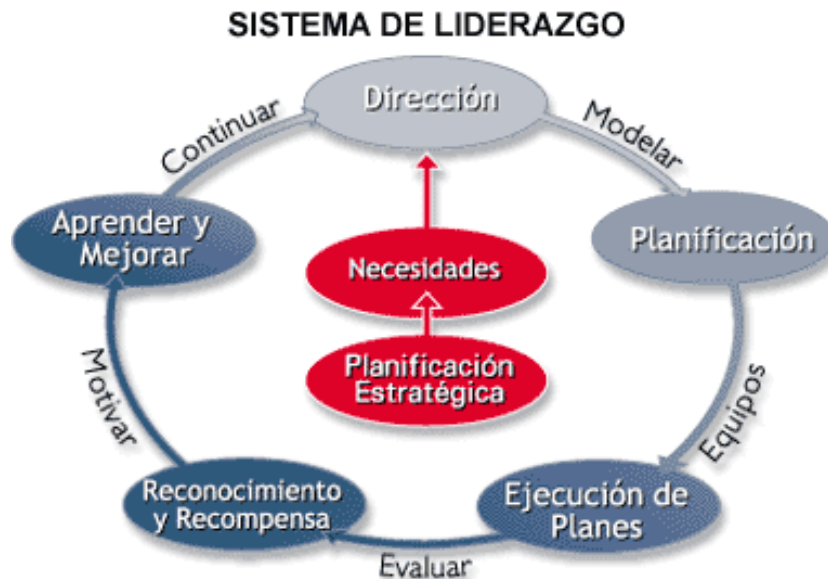 SISTEMA DE LIDERAZGO
Dirección
Continuar
Modelar
Aprender y
Mejorar
Necesidades
Planificación
Planificación
Estratégica
Motivar
Equipos
Reconocimiento
y Recompensa
Ejecución de
Planes
Evaluar